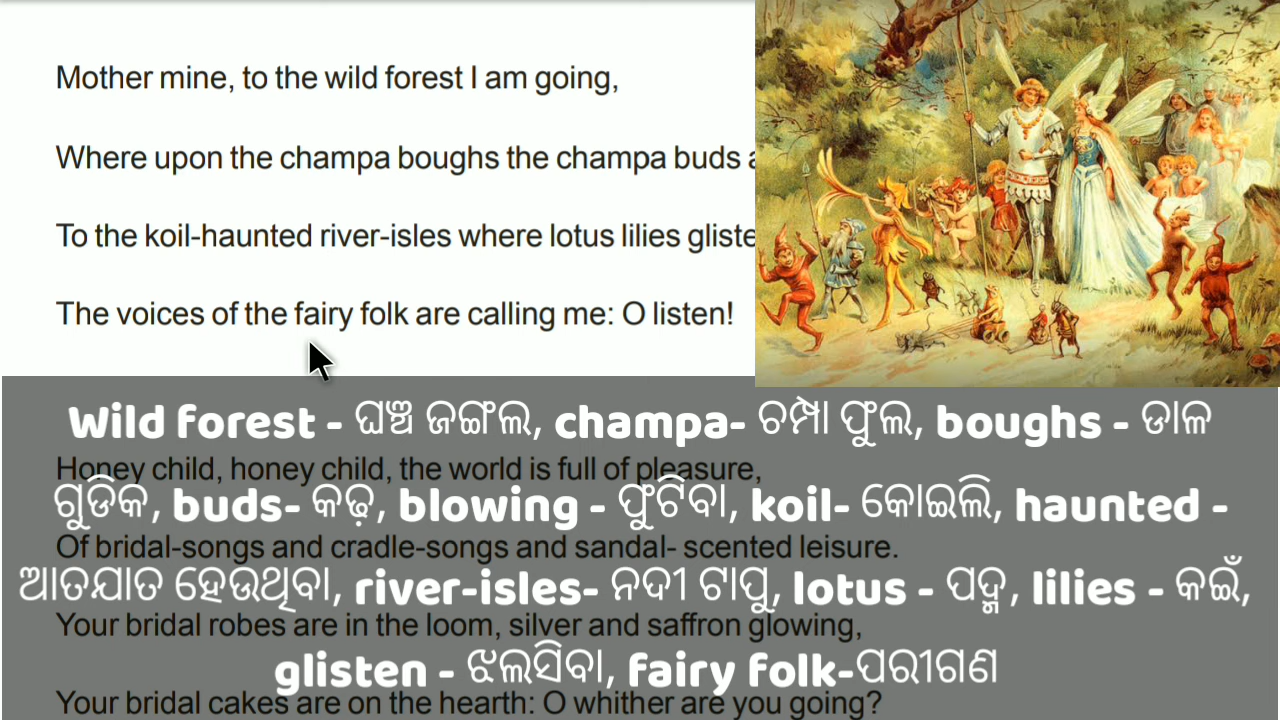 Mother mine, to the wild forest I am going,
Where upon the champa boughs the champa buds a
To the koil-haunted river-isles where lotus lilies gliste
The voices of the fairy folk are calling me: O listen!
Wild forest - ଘଞ୍ଚ ଜଙ୍ଗଲ, champa- ଚମ୍ପା ଫୁଲ, boughs - ଡାଳ
Honey child, honey child, the world is full of pleasure,
ଗୁଡିକ, buds- କଢ଼, blowing - ଫୁଟିବା, koil- କୋଇଲି, haunted -
Of bridal-songs and cradle-songs and sandal- scented leisure.
ଆତଯାତ ହେଉଥିବା, river-isles- ନଦୀ ଟାପୁ, lotus - ପଦ୍ମ, lilies - କଇଁ,
Your bridal robes are in the loom, silver and saffron glowing,
glisten - ଝଲସିବା, fairy folk-ପରୀଗଣ
Your bridal cakes are on the hearth: O whither are you going?